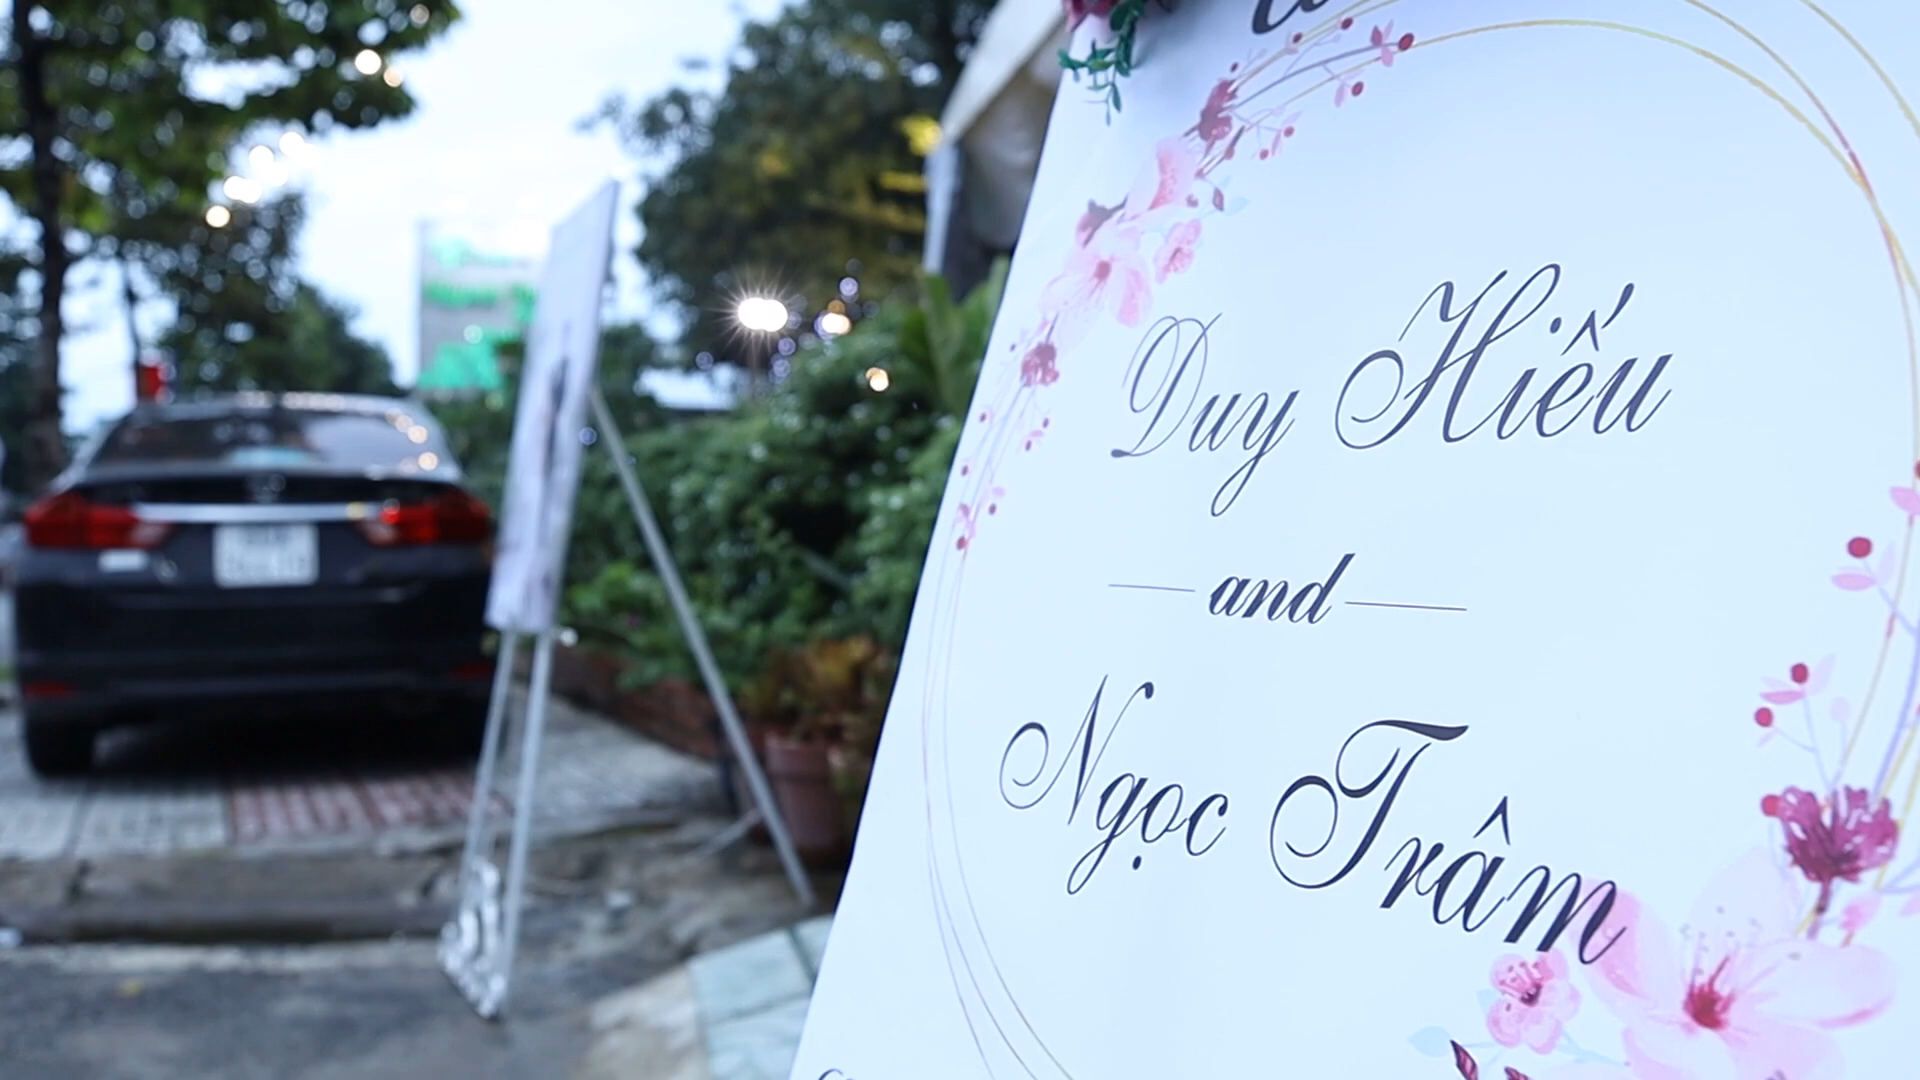 Duy Hiếu
and
Ngọc Trâm